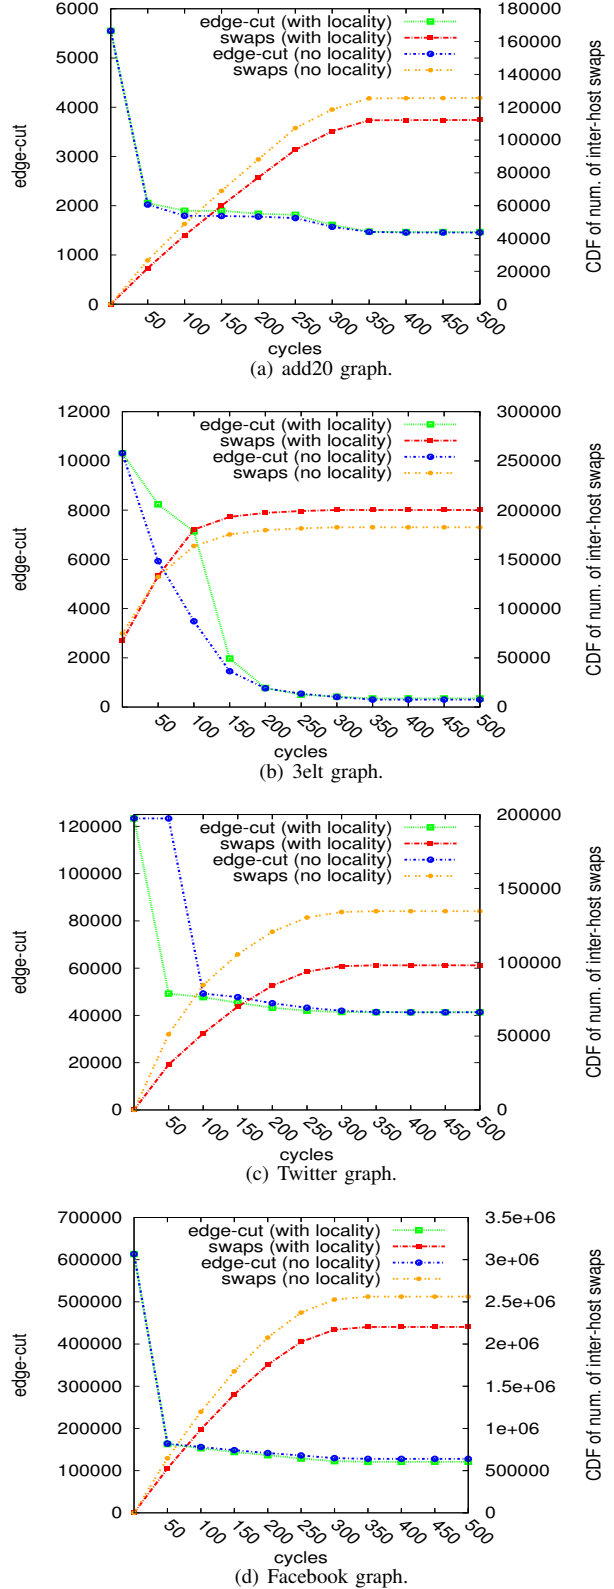 edge-cut (with locality)
swaps (with locality)
edge-cut (no locality)
swaps (no locality)
6000
5000
4000
3000
2000
1000
0
edge-cut
180000
160000
140000
120000
100000
80000
60000
40000
20000
0
CDF of num. of inter-host swaps
50 100 150 200 250 300 350 400 450 500
cycles
(a) add20 graph.
edge-cut (with locality)
swaps (with locality)
edge-cut (no locality)
swaps (no locality)
12000
10000
8000
6000
4000
2000
0
edge-cut
300000
250000
200000
150000
100000
50000
0
CDF of num. of inter-host swaps
50 100 150 200 250 300 350 400 450 500
cycles
(b) 3elt graph.
edge-cut (with locality)
swaps (with locality)
edge-cut (no locality)
swaps (no locality)
120000
100000
80000
60000
40000
20000
0
edge-cut
200000
150000
100000
50000
0
CDF of num. of inter-host swaps
50 100 150 200 250 300 350 400 450 500
cycles
(c) Twitter graph.
edge-cut (with locality)
swaps (with locality)
edge-cut (no locality)
swaps (no locality)
700000
600000
500000
400000
300000
200000
100000
0
edge-cut
3.5e+06
3e+06
2.5e+06
2e+06
1.5e+06
1e+06
500000
0
CDF of num. of inter-host swaps
50 100 150 200 250 300 350 400 450 500
cycles
(d) Facebook graph.